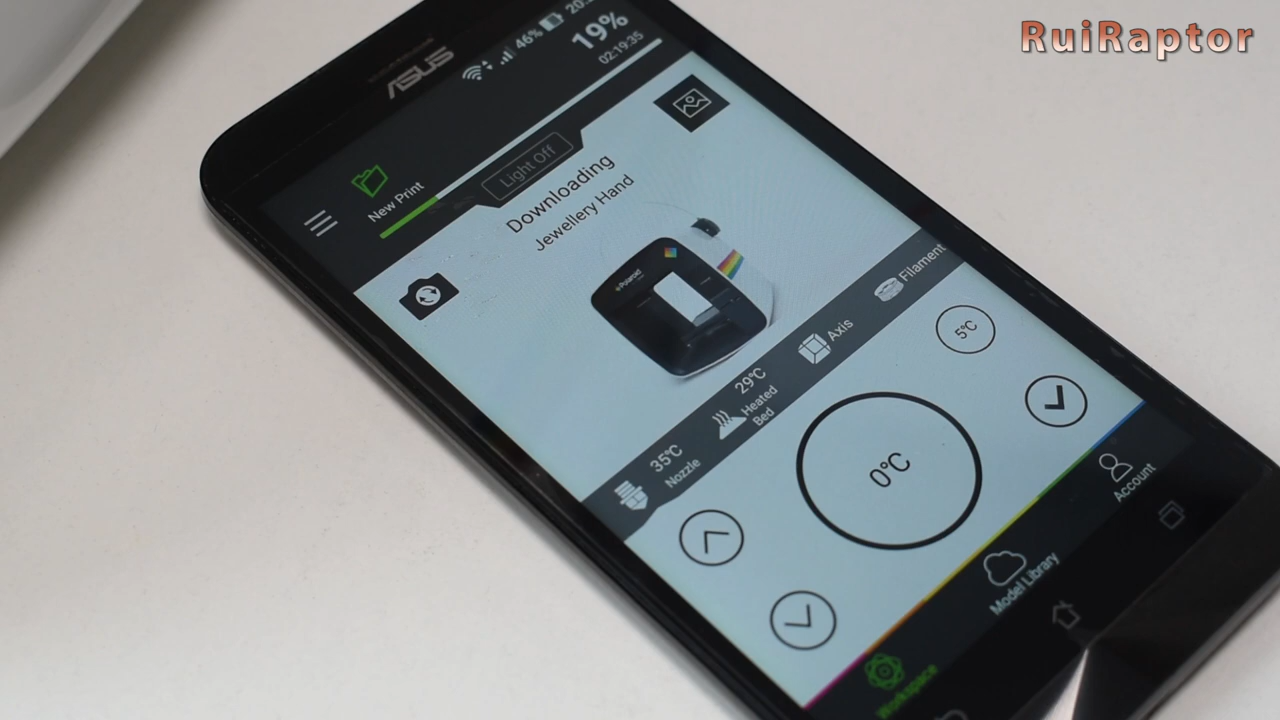 RuiRaptor
ASUS
46%
19%
02:19:35
New Print
Light Off
Downloading
Jewellery Hand
Polaroid
35°C
Nozzle
29°C
Heated
Bed
Axis
Filament
5°C
0°C
Workspace
Model Library
Account